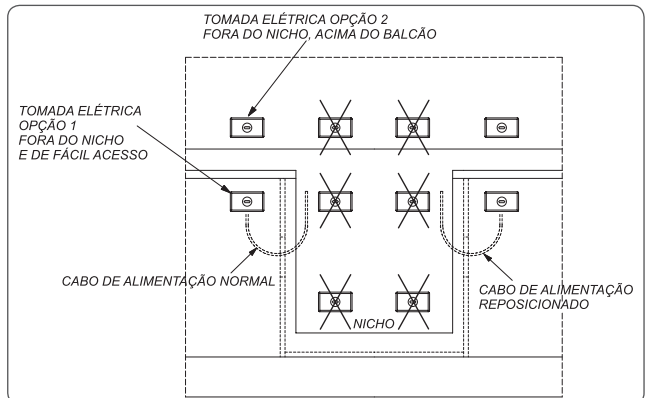 TOMADA ELÉTRICA OPÇÃO 2
FORA DO NICHO, ACIMA DO BALCÃO
TOMADA ELÉTRICA
OPÇÃO 1
FORA DO NICHO
E DE FÁCIL ACESSO
CABO DE ALIMENTAÇÃO NORMAL
CABO DE ALIMENTAÇÃO
REPOSICIONADO
NICHO